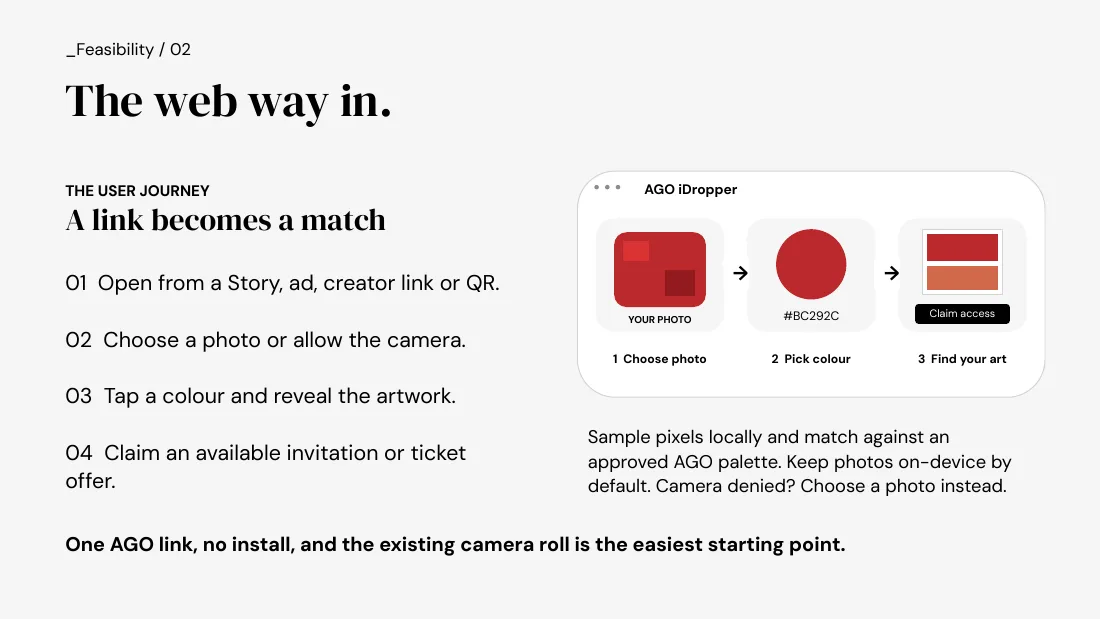 _Feasibility / 02
The web way in.
THE USER JOURNEY
A link becomes a match
01 Open from a Story, ad, creator link or QR.
02 Choose a photo or allow the camera.
03 Tap a colour and reveal the artwork.
04 Claim an available invitation or ticket
offer.
AGO iDropper
YOUR PHOTO
→
#BC292C
→
Claim access
1 Choose photo
2 Pick colour
3 Find your art
Sample pixels locally and match against an
approved AGO palette. Keep photos on-device by
default. Camera denied? Choose a photo instead.
One AGO link, no install, and the existing camera roll is the easiest starting point.